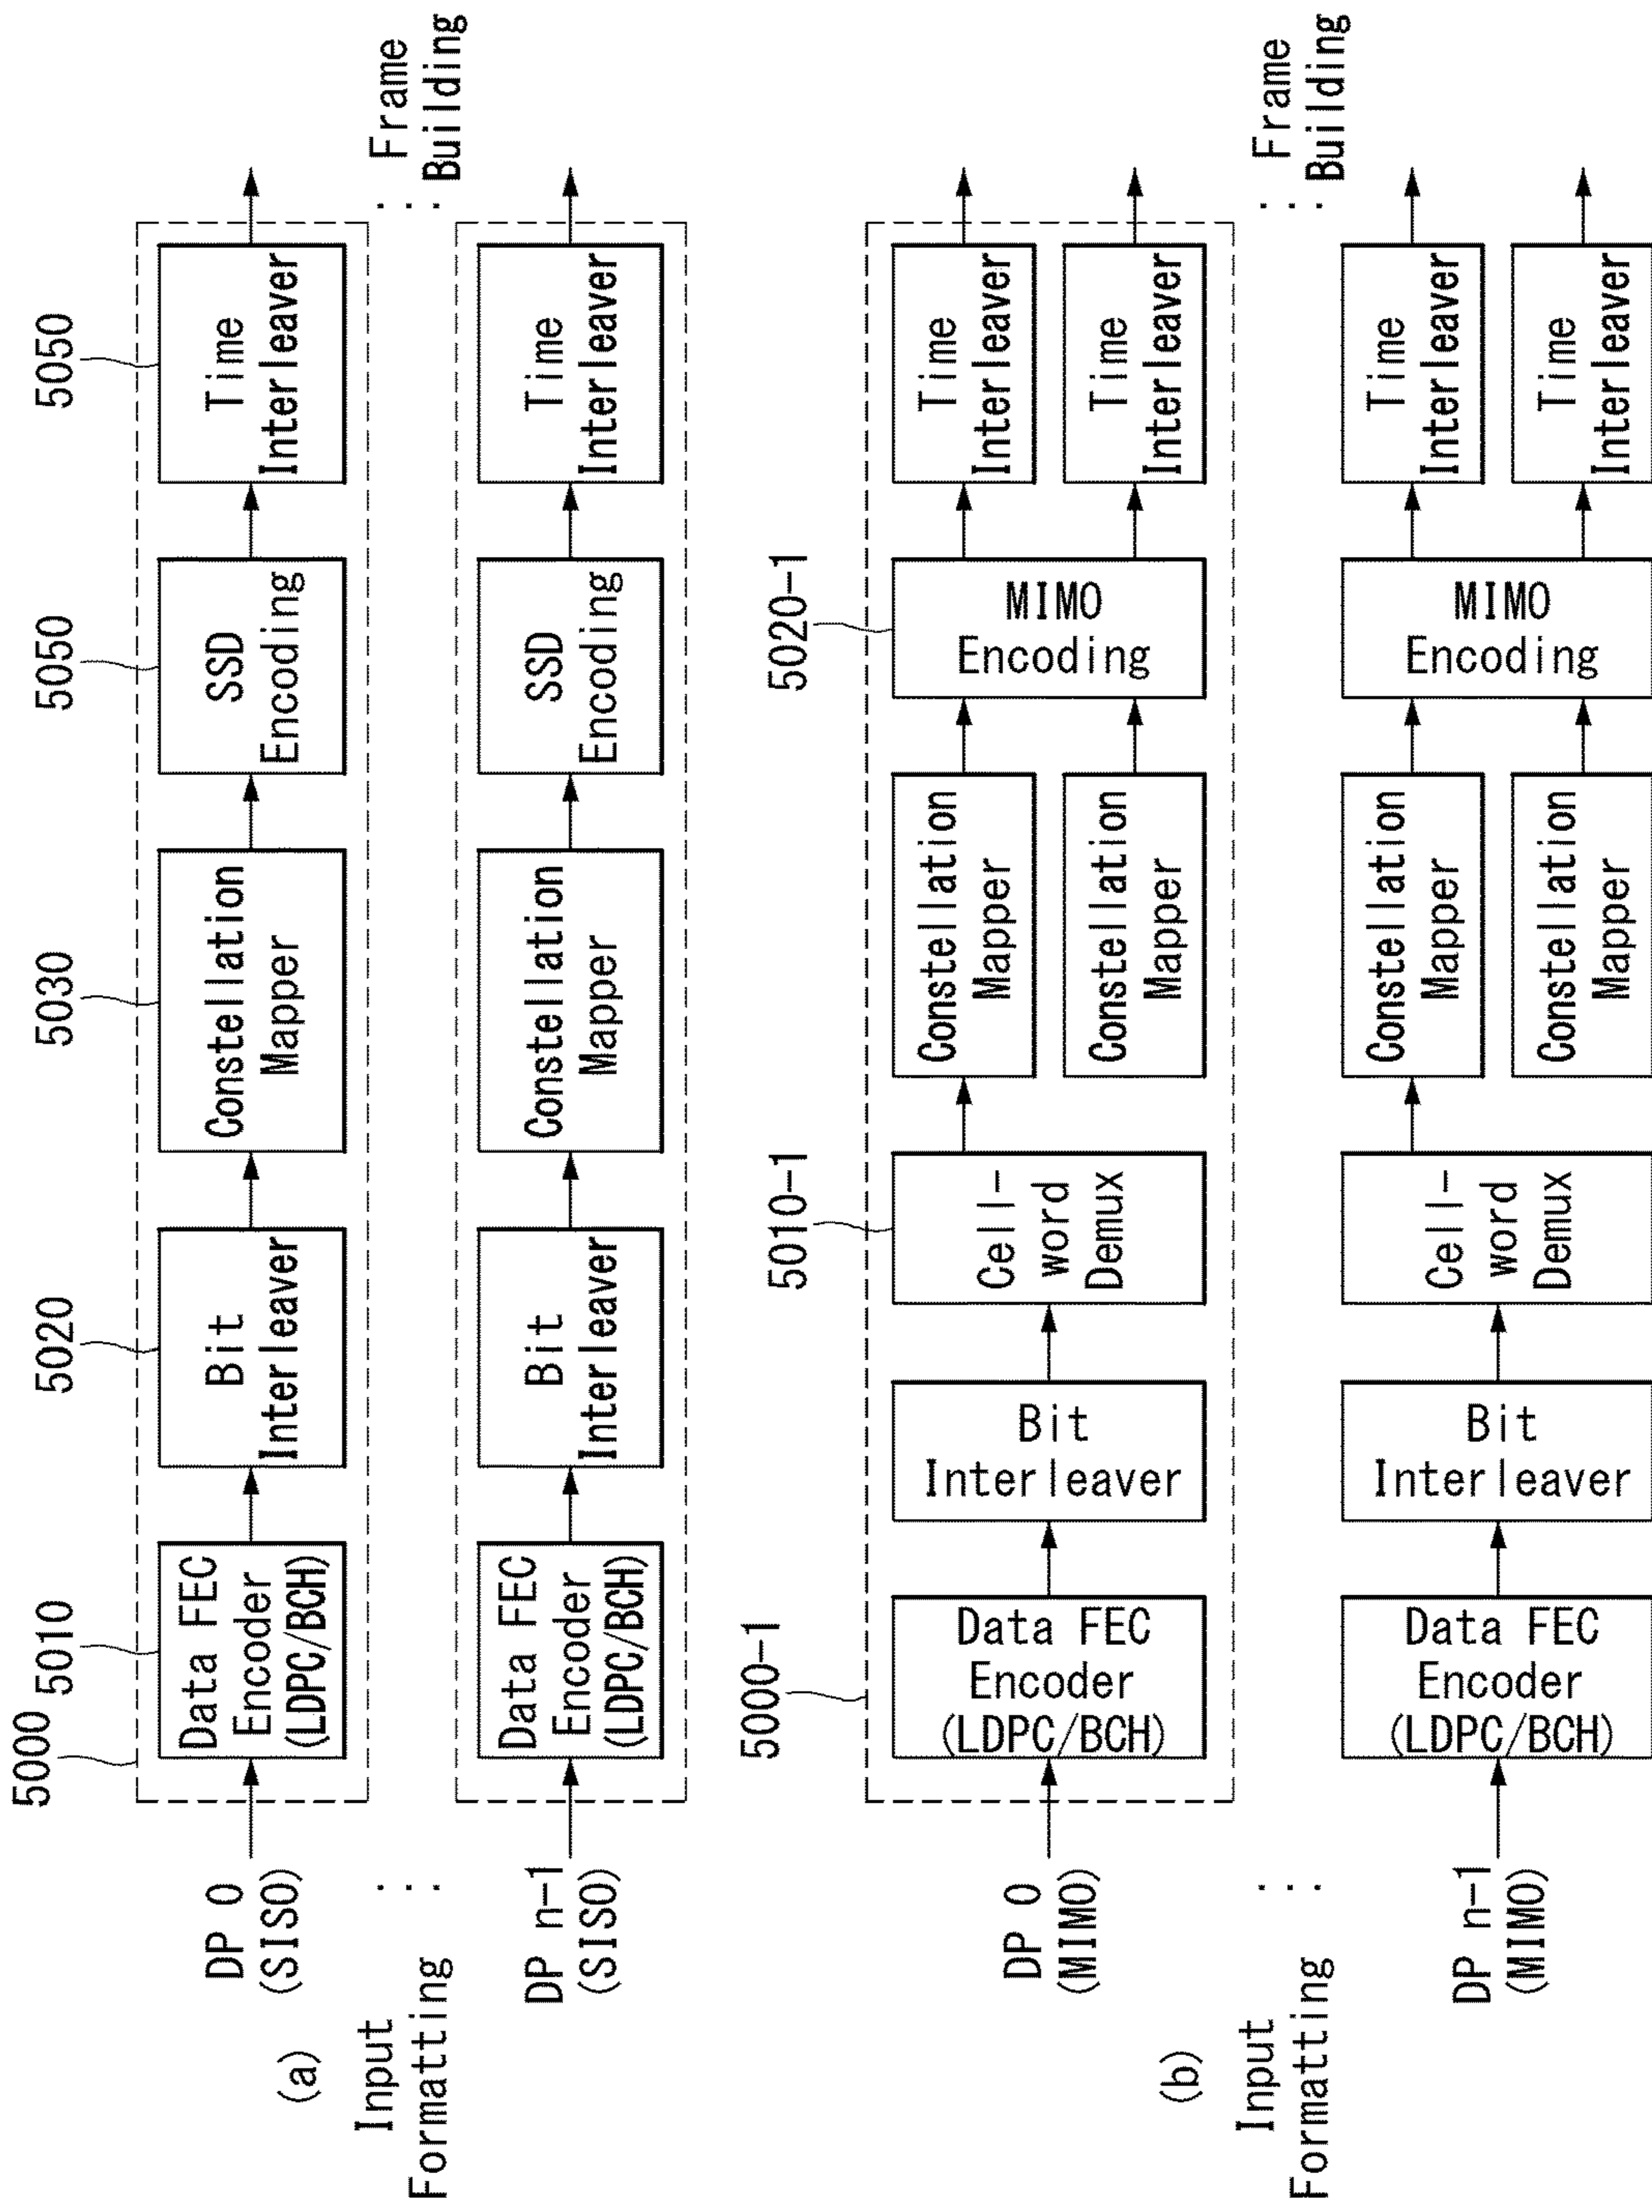 5000
5010
5020
5030
5050
5050
(a)
Input
Formatting
DP 0
(SISO)
Data FEC
Encoder
(LDPC/BCH)
Bit
Interleaver
Constellation
Mapper
SSD
Encoding
Time
Interleaver
...
...
Frame
Building
DP n-1
(SISO)
Data FEC
Encoder
(LDPC/BCH)
Bit
Interleaver
Constellation
Mapper
SSD
Encoding
Time
Interleaver
5000-1
5010-1
5020-1
(b)
Input
Formatting
DP 0
(MIMO)
Data FEC
Encoder
(LDPC/BCH)
Bit
Interleaver
Cell-
word
Demux
Constellation
Mapper
Constellation
Mapper
MIMO
Encoding
Time
Interleaver
Time
Interleaver
...
...
Frame
Building
DP n-1
(MIMO)
Data FEC
Encoder
(LDPC/BCH)
Bit
Interleaver
Cell-
word
Demux
Constellation
Mapper
Constellation
Mapper
MIMO
Encoding
Time
Interleaver
Time
Interleaver